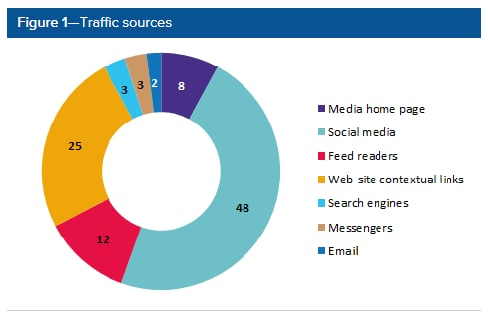 Figure 1—Traffic sources
3
3
2
8
25
12
48
Media home page
Social media
Feed readers
Web-site contextual links
Search engines
Messengers
Email